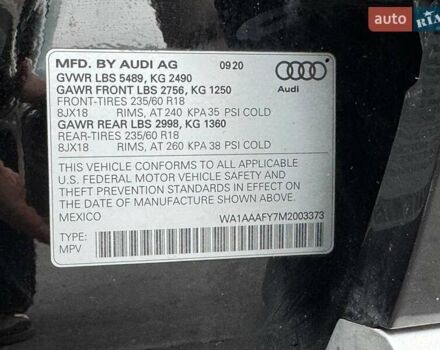 auto RIA
MFD. BY AUDI AG 09 20
GVWR LBS 5489, KG 2490
GAWR FRONT LBS 2756, KG 1250
FRONT-TIRES 235/60 R18
8JX18 RIMS, AT 240 KPA 35 PSI COLD
GAWR REAR LBS 2998, KG 1360
REAR-TIRES 235/60 R18
8JX18 RIMS, AT 260 KPA 38 PSI COLD
Audi
THIS VEHICLE CONFORMS TO ALL APPLICABLE
U.S. FEDERAL MOTOR VEHICLE SAFETY AND
THEFT PREVENTION STANDARDS IN EFFECT ON
THE DATE OF MANUFACTURE SHOWN ABOVE.
MEXICO WA1AAAFY7M2003373
TYPE:
MPV